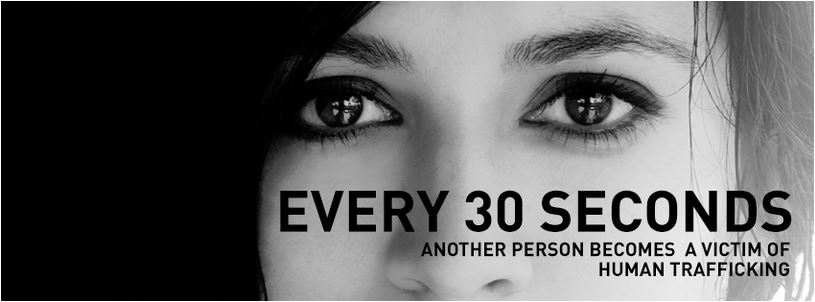 EVERY 30 SECONDS
ANOTHER PERSON BECOMES A VICTIM OF
HUMAN TRAFFICKING